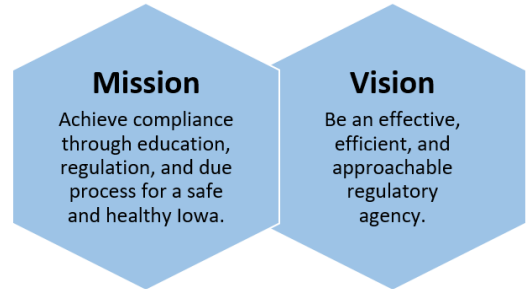 Mission
Achieve compliance
through education,
regulation, and due
process for a safe
and healthy Iowa.
Vision
Be an effective,
efficient, and
approachable
regulatory
agency.